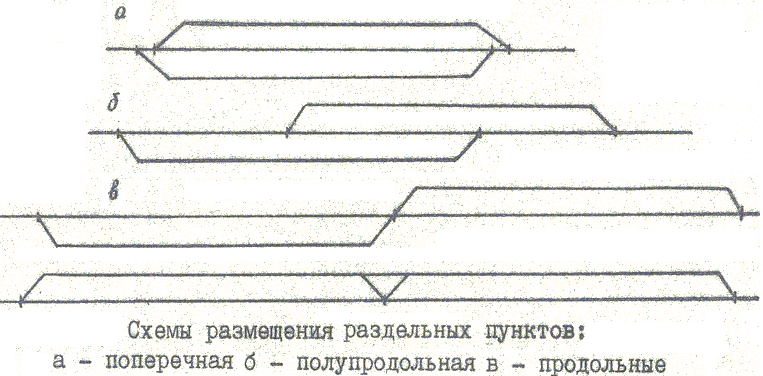 а
б
в
Схемы размещения раздельных пунктов:
а - поперечная б - полупродольная в - продольные